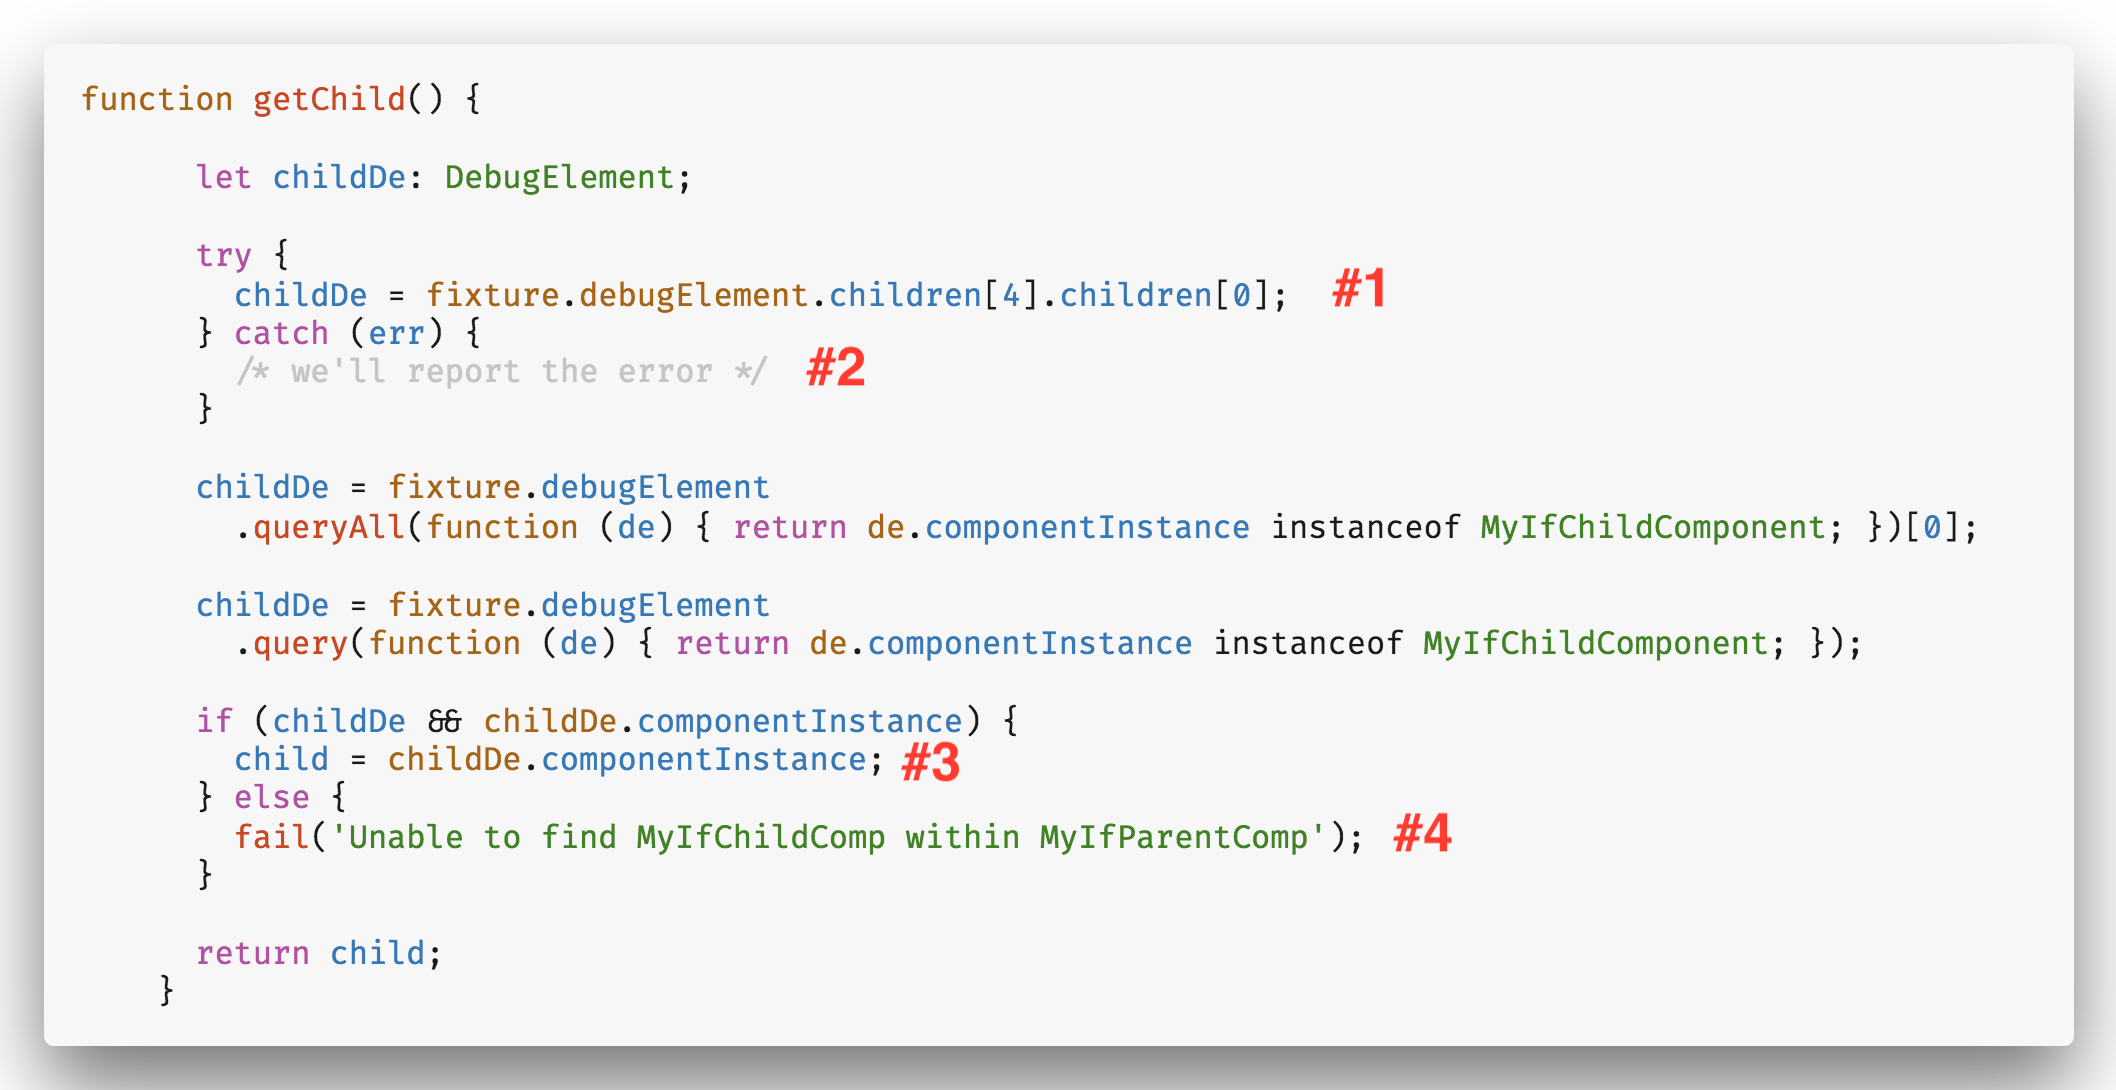 function getChild() {
let childDe: DebugElement;
try {
childDe = fixture.debugElement.children[4].children[0]; #1
} catch (err) {
/* we'll report the error */ #2
}
childDe = fixture.debugElement
.queryAll(function (de) { return de.componentInstance instanceof MyIfChildComponent; })[0];
childDe = fixture.debugElement
.query(function (de) { return de.componentInstance instanceof MyIfChildComponent; });
if (childDe && childDe.componentInstance) {
child = childDe.componentInstance; #3
} else {
fail('Unable to find MyIfChildComp within MyIfParentComp'); #4
}
return child;
}